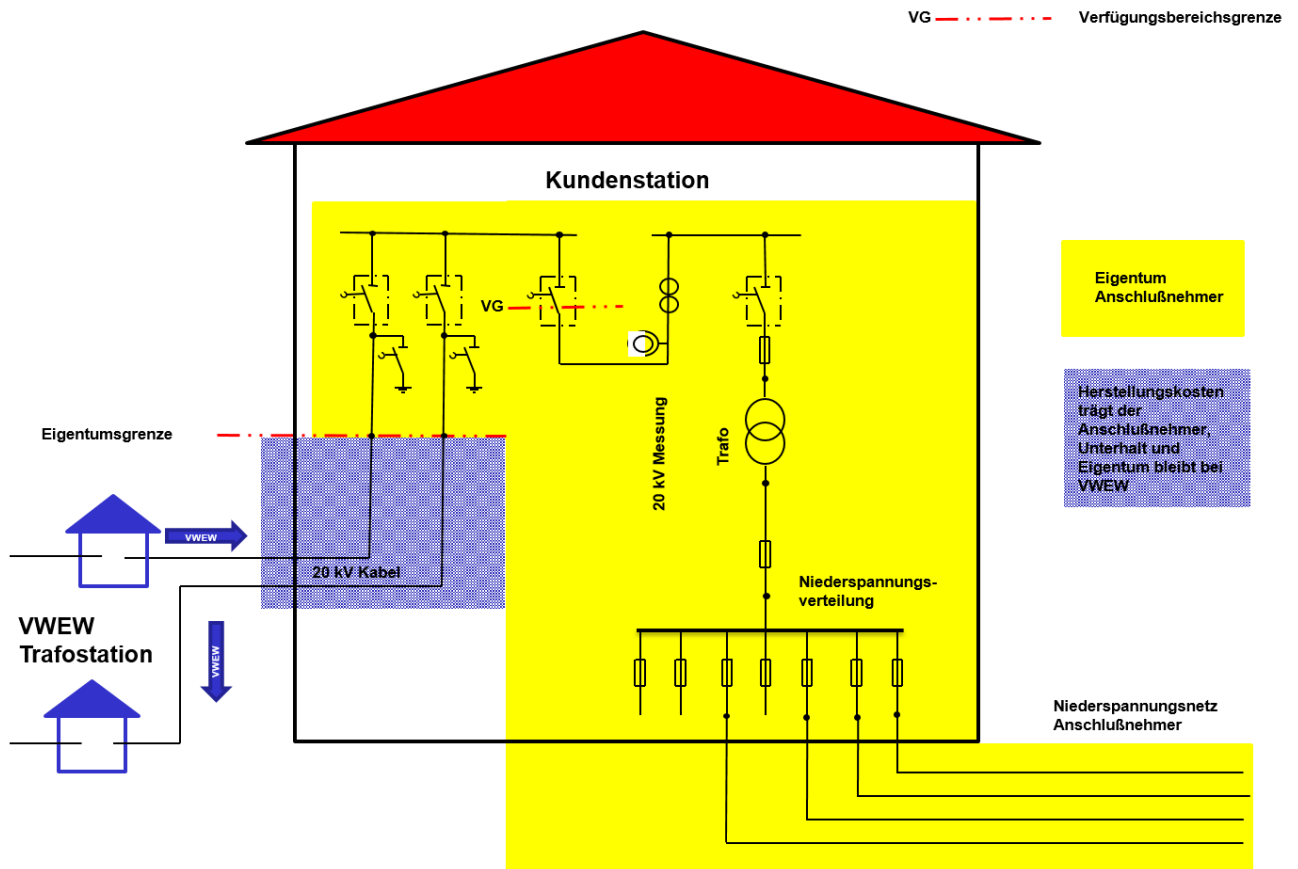 VG
Verfügungsbereichsgrenze
Kundenstation
VG
Eigentum
Anschlußnehmer
Herstellungskosten
trägt der
Anschlußnehmer,
Unterhalt und
Eigentum bleibt bei
VWEW
Eigentumsgrenze
20 kV Messung
Trafo
VWEW
20 kV Kabel
Niederspannungs-
verteilung
VWEW
Trafostation
VWEW
Niederspannungsnetz
Anschlußnehmer